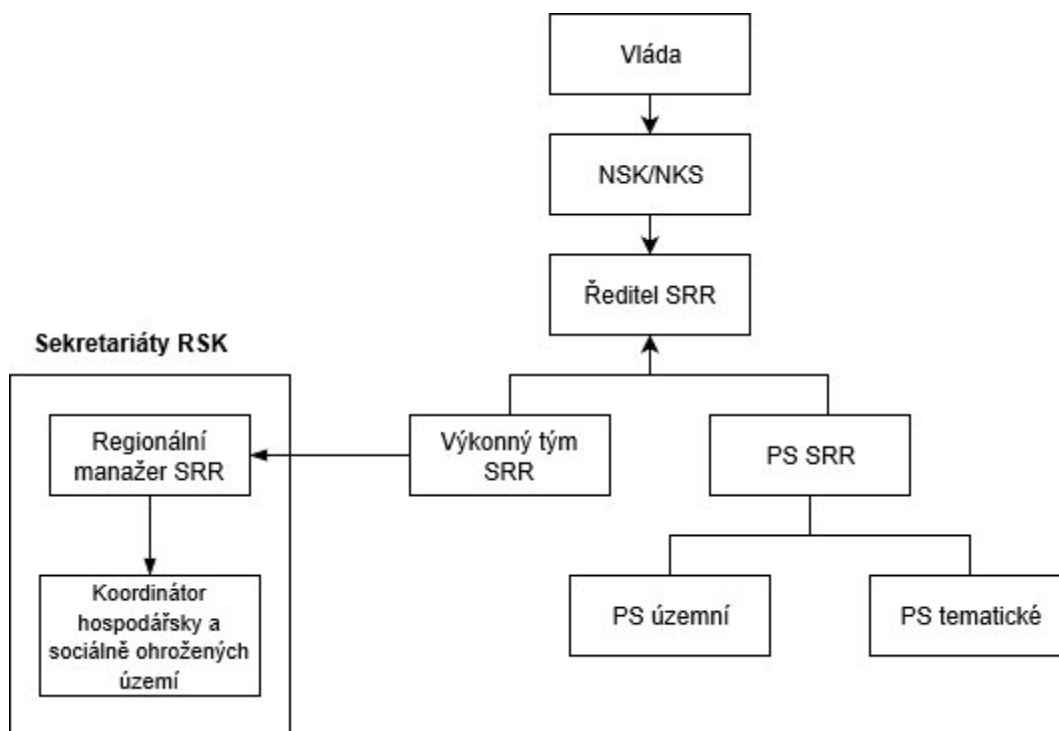 Vláda
NSK/NKS
Ředitel SRR
Sekretariáty RSK
Regionální
manažer SRR
Výkonný tým
SRR
PS SRR
Koordinátor
hospodářsky a
sociálně ohrožených
území
PS územní
PS tematické